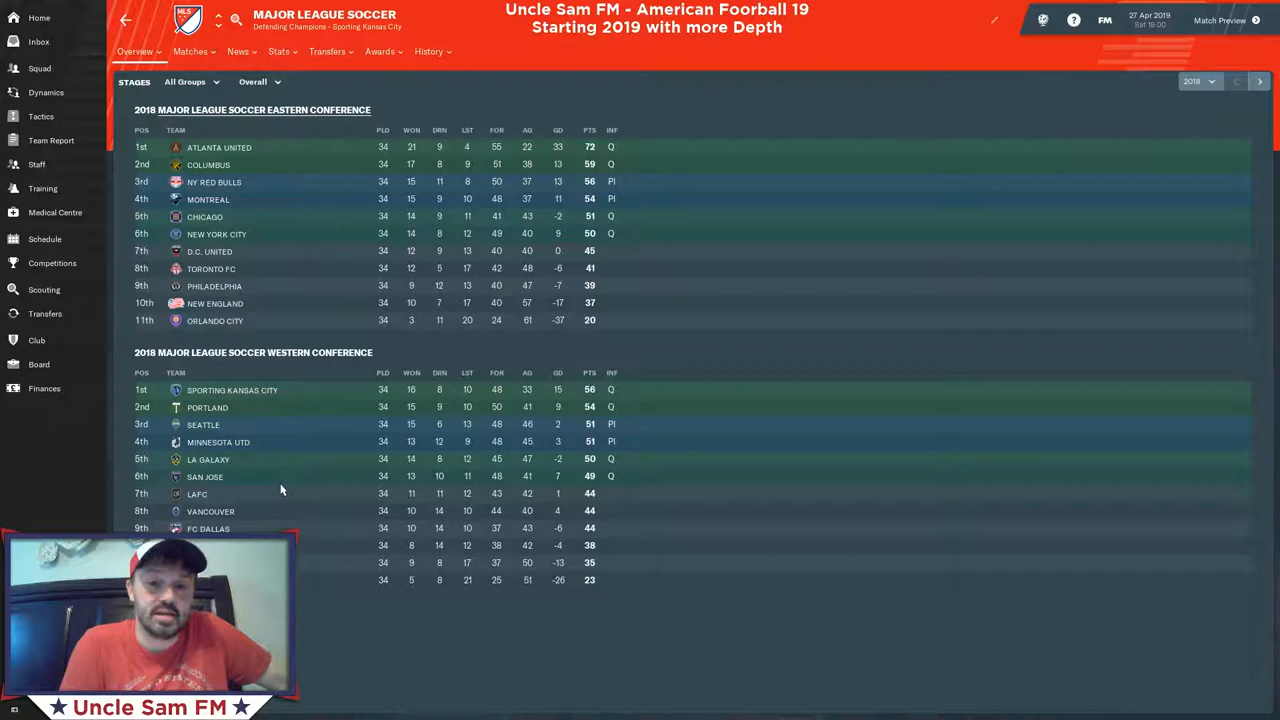 MAJOR LEAGUE SOCCER
Defending Champions - Sporting Kansas City
Uncle Sam FM - American Foorball 19
Starting 2019 with more Depth
FM
27 Apr 2019
Sat 19:00
Match Preview
Home
Inbox
Squad
Dynamics
Tactics
Team Report
Staff
Training
Medical Centre
Schedule
Competitions
Scouting
Transfers
Club
Board
Finances
Overview Matches News Stats Transfers Awards History
STAGES All Groups Overall 2018
2018 MAJOR LEAGUE SOCCER EASTERN CONFERENCE
POS TEAM PLD WON DRN LST FOR AG GD PTS INF
1st ATLANTA UNITED 34 21 9 4 55 22 33 72 Q
2nd COLUMBUS 34 17 8 9 51 38 13 59 Q
3rd NY RED BULLS 34 15 11 8 50 37 13 56 PI
4th MONTREAL 34 15 9 10 48 37 11 54 PI
5th CHICAGO 34 14 9 11 41 43 -2 51 Q
6th NEW YORK CITY 34 14 8 12 49 40 9 50 Q
7th D.C. UNITED 34 12 9 13 40 40 0 45
8th TORONTO FC 34 12 5 17 42 48 -6 41
9th PHILADELPHIA 34 9 12 13 40 47 -7 39
10th NEW ENGLAND 34 10 7 17 40 57 -17 37
11th ORLANDO CITY 34 3 11 20 24 61 -37 20
2018 MAJOR LEAGUE SOCCER WESTERN CONFERENCE
POS TEAM PLD WON DRN LST FOR AG GD PTS INF
1st SPORTING KANSAS CITY 34 16 8 10 48 33 15 56 Q
2nd PORTLAND 34 15 9 10 50 41 9 54 Q
3rd SEATTLE 34 15 6 13 48 46 2 51 PI
4th MINNESOTA UTD 34 13 12 9 48 45 3 51 PI
5th LA GALAXY 34 14 8 12 45 47 -2 50 Q
6th SAN JOSE 34 13 10 11 48 41 7 49 Q
7th LAFC 34 11 11 12 43 42 1 44
8th VANCOUVER 34 10 14 10 44 40 4 44
9th FC DALLAS 34 10 14 10 37 43 -6 44
34 8 14 12 38 42 -4 38
34 9 8 17 37 50 -13 35
34 5 8 21 25 51 -26 23
Uncle Sam FM